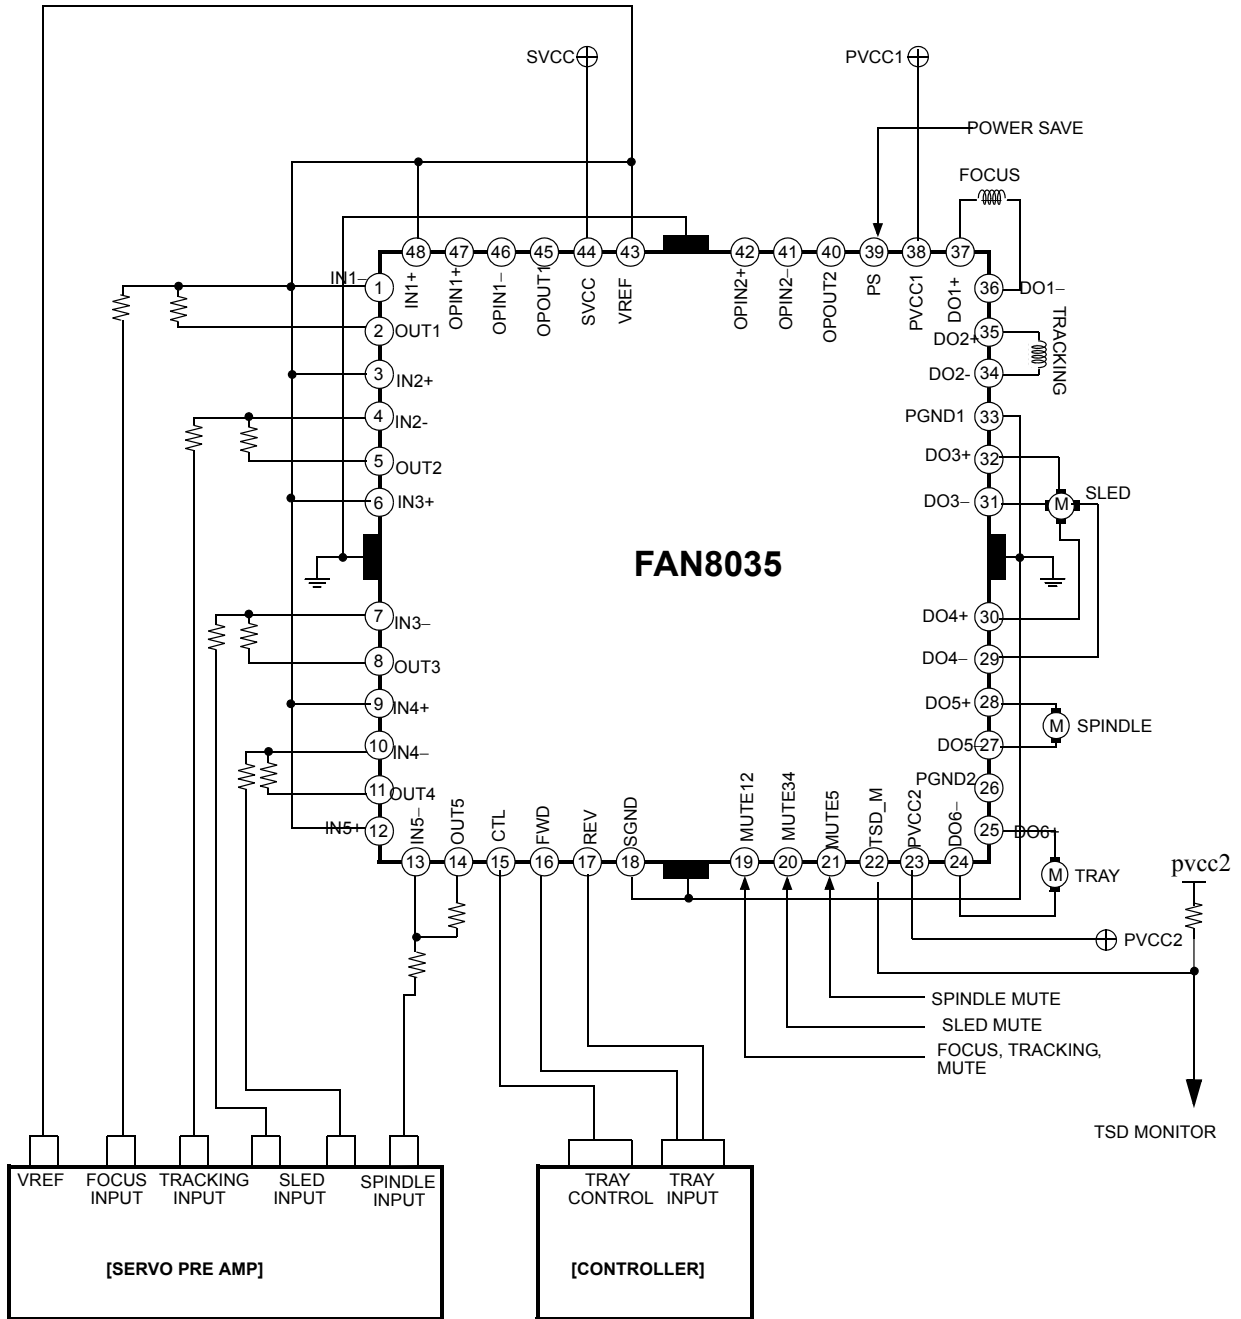 SVCC
PVCC1
POWER SAVE
FOCUS
48 47 46 45 44 43 42 41 40 39 38 37
IN1+
OPIN1+
OPIN1–
OPOUT1
SVCC
VREF
OPIN2+
OPIN2–
OPOUT2
PS
PVCC1
DO1+
IN1–
1
2 OUT1
3 IN2+
4 IN2-
5 OUT2
6 IN3+
7 IN3–
8 OUT3
9 IN4+
10 IN4–
11 OUT4
IN5+ 12
FAN8035
36 DO1–
DO2+ 35
TRACKING
DO2- 34
PGND1 33
DO3+ 32
DO3– 31
M SLED
DO4+ 30
DO4– 29
DO5+ 28
M SPINDLE
DO5– 27
PGND2 26
25 DO6+
M TRAY
IN5–
OUT5
CTL
FWD
REV
SGND
MUTE12
MUTE34
MUTE5
TSD_M
PVCC2
DO6–
13 14 15 16 17 18 19 20 21 22 23 24
pvcc2
PVCC2
SPINDLE MUTE
SLED MUTE
FOCUS, TRACKING,
MUTE
TSD MONITOR
VREF
FOCUS
INPUT
TRACKING
INPUT
SLED
INPUT
SPINDLE
INPUT
[SERVO PRE AMP]
TRAY
CONTROL
TRAY
INPUT
[CONTROLLER]